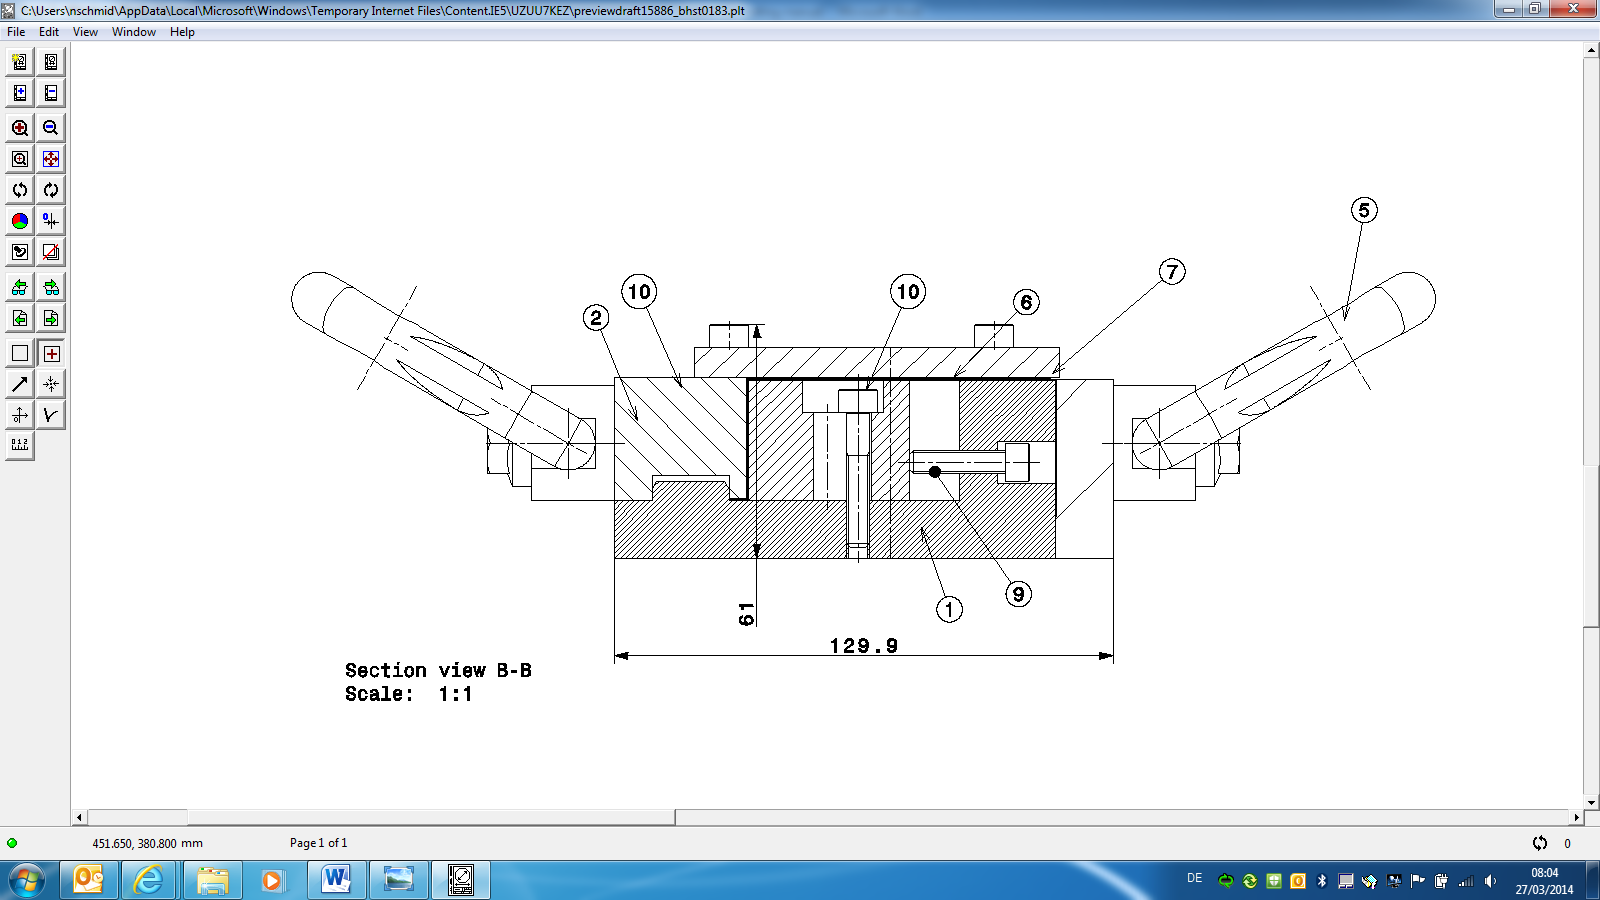 C:\Users\nschmid\AppData\Local\Microsoft\Windows\Temporary Internet Files\Content.IE5\UZUU7KEZ\previewdraft15886_bhst0183.plt
File Edit View Window Help
5
7
10
10
6
2
9
1
61
129.9
Section view B-B
Scale: 1:1
451.650, 380.800 mm
Page 1 of 1
0
DE
08:04
27/03/2014